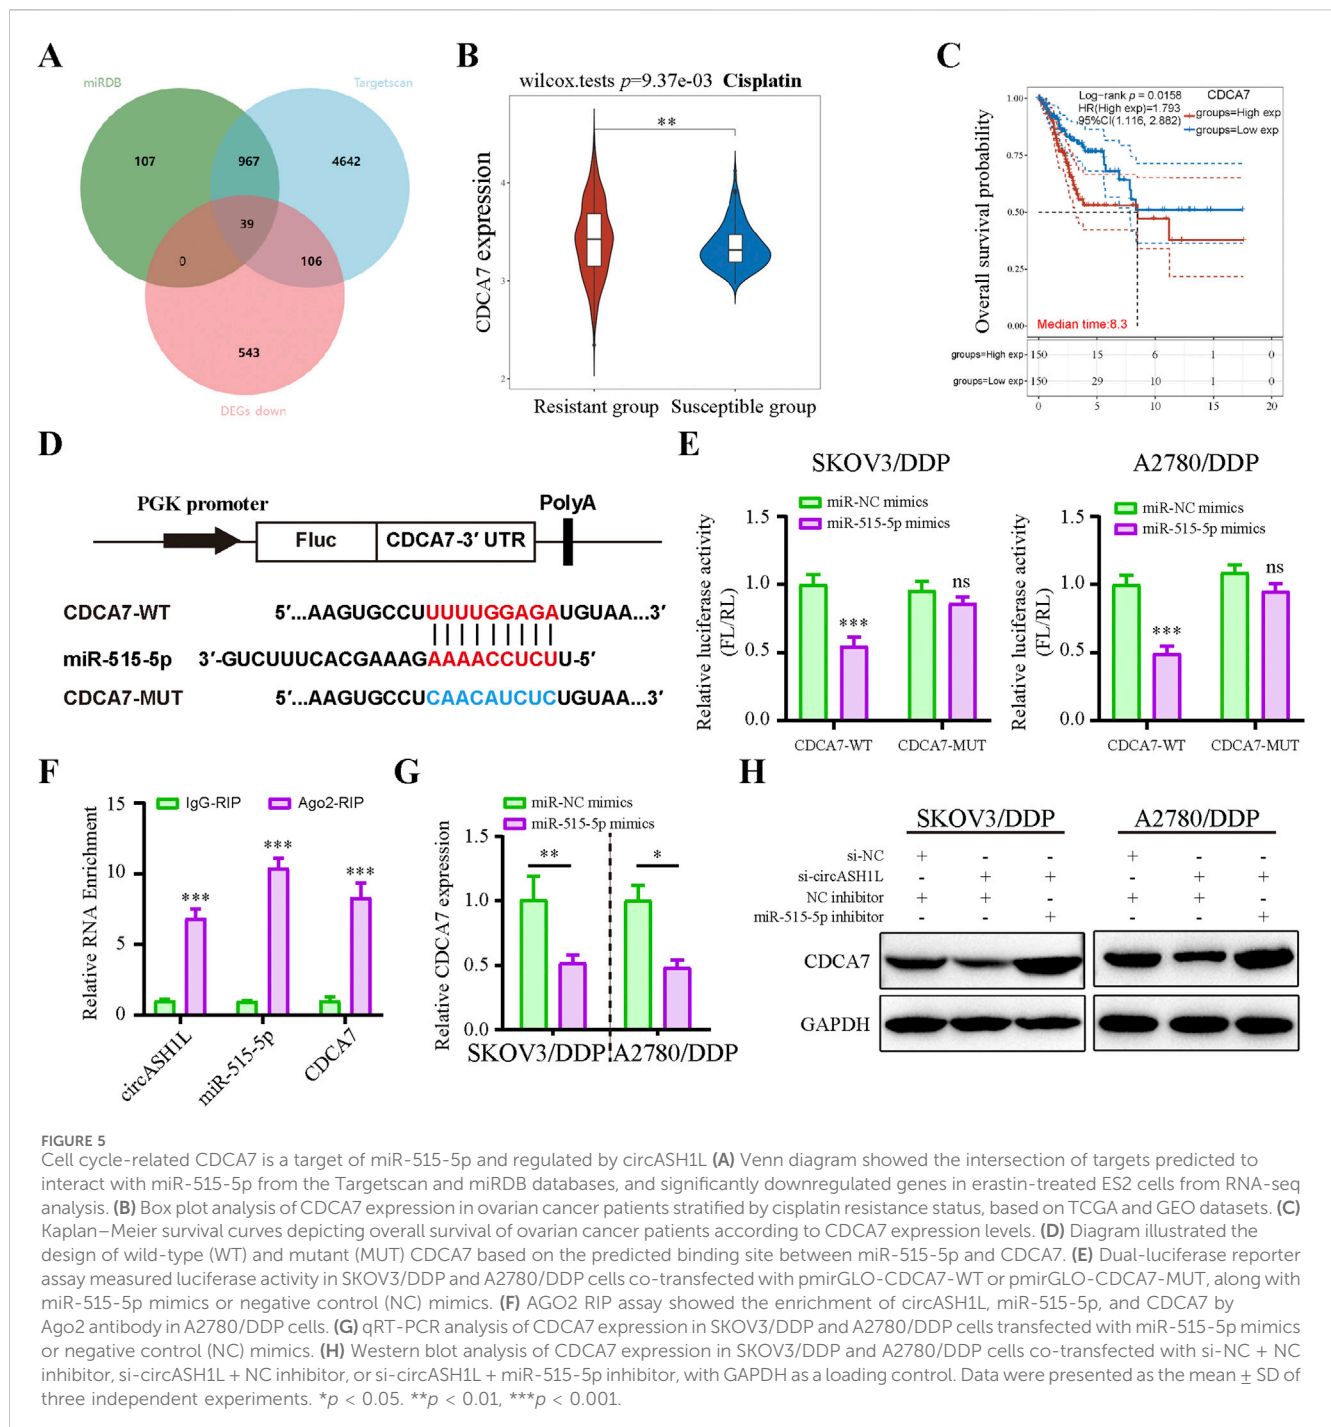 A
miRDB
Targetscan
107
967
4642
39
0
106
543
DEGs down
B
wilcox.tests p=9.37e-03 Cisplatin
**
CDCA7 expression
4
3
2
Resistant group
Susceptible group
C
Log-rank p = 0.0158
HR(High exp)=1.793
95%CI(1.116, 2.882)
CDCA7
groups=High exp
groups=Low exp
Overall survival probability
1.00
0.75
0.50
0.25
0.00
Median time:8.3
groups=High exp 150 15 6 1 0
groups=Low exp 150 29 10 1 0
0 5 10 15 20
D
PGK promoter
PolyA
Fluc
CDCA7-3′ UTR
CDCA7-WT 5′...AAGUGCCUUUUUGGAGAUGUAA...3′
miR-515-5p 3′-GUCUUUCACGAAAGAAAACCUCUU-5′
CDCA7-MUT 5′...AAGUGCCUCAACAUCUCUGUAA...3′
E
SKOV3/DDP
miR-NC mimics
miR-515-5p mimics
Relative luciferase activity
(FL/RL)
1.5
1.0
0.5
0.0
***
ns
CDCA7-WT CDCA7-MUT
A2780/DDP
miR-NC mimics
miR-515-5p mimics
Relative luciferase activity
(FL/RL)
1.5
1.0
0.5
0.0
***
ns
CDCA7-WT CDCA7-MUT
F
IgG-RIP Ago2-RIP
Relative RNA Enrichment
15
10
5
0
***
***
***
circASH1L
miR-515-5p
CDCA7
G
miR-NC mimics
miR-515-5p mimics
Relative CDCA7 expression
1.5
1.0
0.5
0.0
**
*
SKOV3/DDP A2780/DDP
H
SKOV3/DDP A2780/DDP
si-NC + - - + - -
si-circASH1L - + + - + +
NC inhibitor + + - + + -
miR-515-5p inhibitor - - + - - +
CDCA7
GAPDH
FIGURE 5
Cell cycle-related CDCA7 is a target of miR-515-5p and regulated by circASH1L (A) Venn diagram showed the intersection of targets predicted to
interact with miR-515-5p from the Targetscan and miRDB databases, and significantly downregulated genes in erastin-treated ES2 cells from RNA-seq
analysis. (B) Box plot analysis of CDCA7 expression in ovarian cancer patients stratified by cisplatin resistance status, based on TCGA and GEO datasets. (C)
Kaplan–Meier survival curves depicting overall survival of ovarian cancer patients according to CDCA7 expression levels. (D) Diagram illustrated the
design of wild-type (WT) and mutant (MUT) CDCA7 based on the predicted binding site between miR-515-5p and CDCA7. (E) Dual-luciferase reporter
assay measured luciferase activity in SKOV3/DDP and A2780/DDP cells co-transfected with pmirGLO-CDCA7-WT or pmirGLO-CDCA7-MUT, along with
miR-515-5p mimics or negative control (NC) mimics. (F) AGO2 RIP assay showed the enrichment of circASH1L, miR-515-5p, and CDCA7 by
Ago2 antibody in A2780/DDP cells. (G) qRT-PCR analysis of CDCA7 expression in SKOV3/DDP and A2780/DDP cells transfected with miR-515-5p mimics
or negative control (NC) mimics. (H) Western blot analysis of CDCA7 expression in SKOV3/DDP and A2780/DDP cells co-transfected with si-NC + NC
inhibitor, si-circASH1L + NC inhibitor, or si-circASH1L + miR-515-5p inhibitor, with GAPDH as a loading control. Data were presented as the mean ± SD of
three independent experiments. *p < 0.05. **p < 0.01, ***p < 0.001.